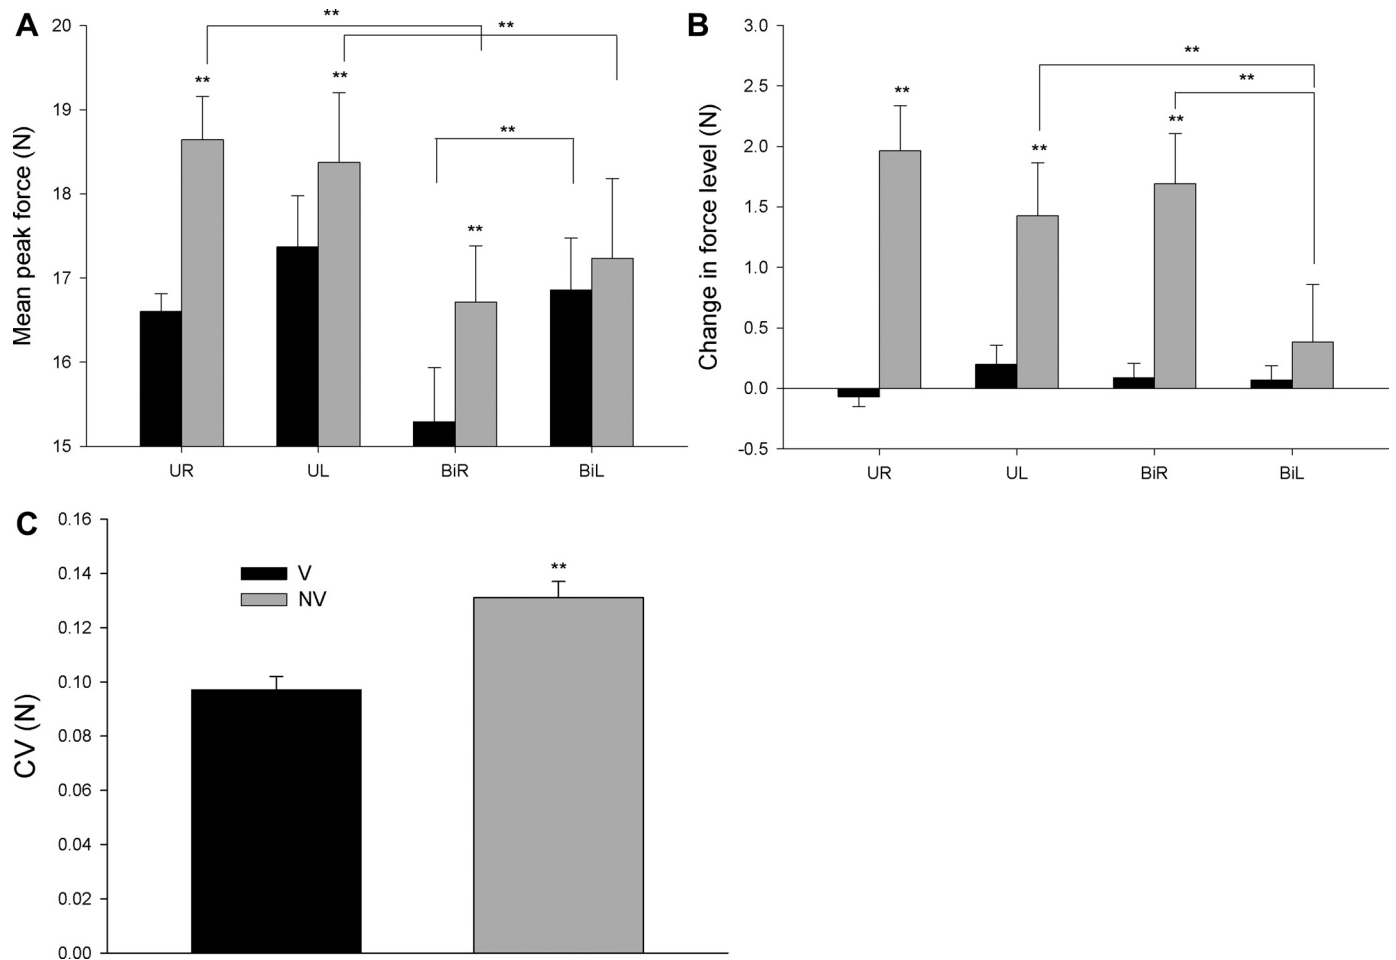 A
Mean peak force (N)
20
19
18
17
16
15
**
**
**
**
**
**
UR
UL
BiR
BiL
B
Change in force level (N)
3.0
2.5
2.0
1.5
1.0
0.5
0.0
-0.5
**
**
**
**
**
UR
UL
BiR
BiL
C
CV (N)
0.16
0.14
0.12
0.10
0.08
0.06
0.04
0.02
0.00
V
NV
**